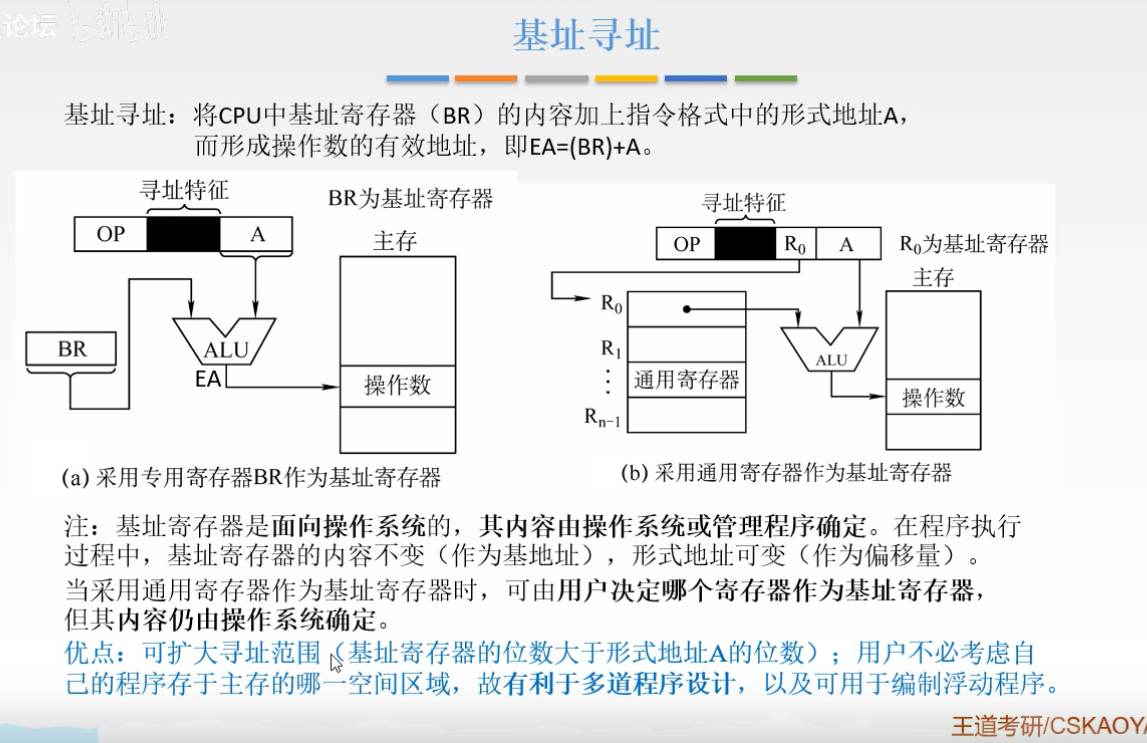 论坛
基址寻址
基址寻址：将CPU中基址寄存器（BR）的内容加上指令格式中的形式地址A，
而形成操作数的有效地址，即EA=(BR)+A。
寻址特征
BR为基址寄存器
OP
A
主存
BR
ALU
EA
操作数
(a) 采用专用寄存器BR作为基址寄存器
寻址特征
OP
R₀
A
R₀为基址寄存器
主存
R₀
R₁
⋮
Rₙ₋₁
通用寄存器
ALU
操作数
(b) 采用通用寄存器作为基址寄存器
注：基址寄存器是面向操作系统的，其内容由操作系统或管理程序确定。在程序执行
过程中，基址寄存器的内容不变（作为基地址），形式地址可变（作为偏移量）。
当采用通用寄存器作为基址寄存器时，可由用户决定哪个寄存器作为基址寄存器，
但其内容仍由操作系统确定。
优点：可扩大寻址范围（基址寄存器的位数大于形式地址A的位数）；用户不必考虑自
己的程序存于主存的哪一空间区域，故有利于多道程序设计，以及可用于编制浮动程序。
王道考研/CSKAOY